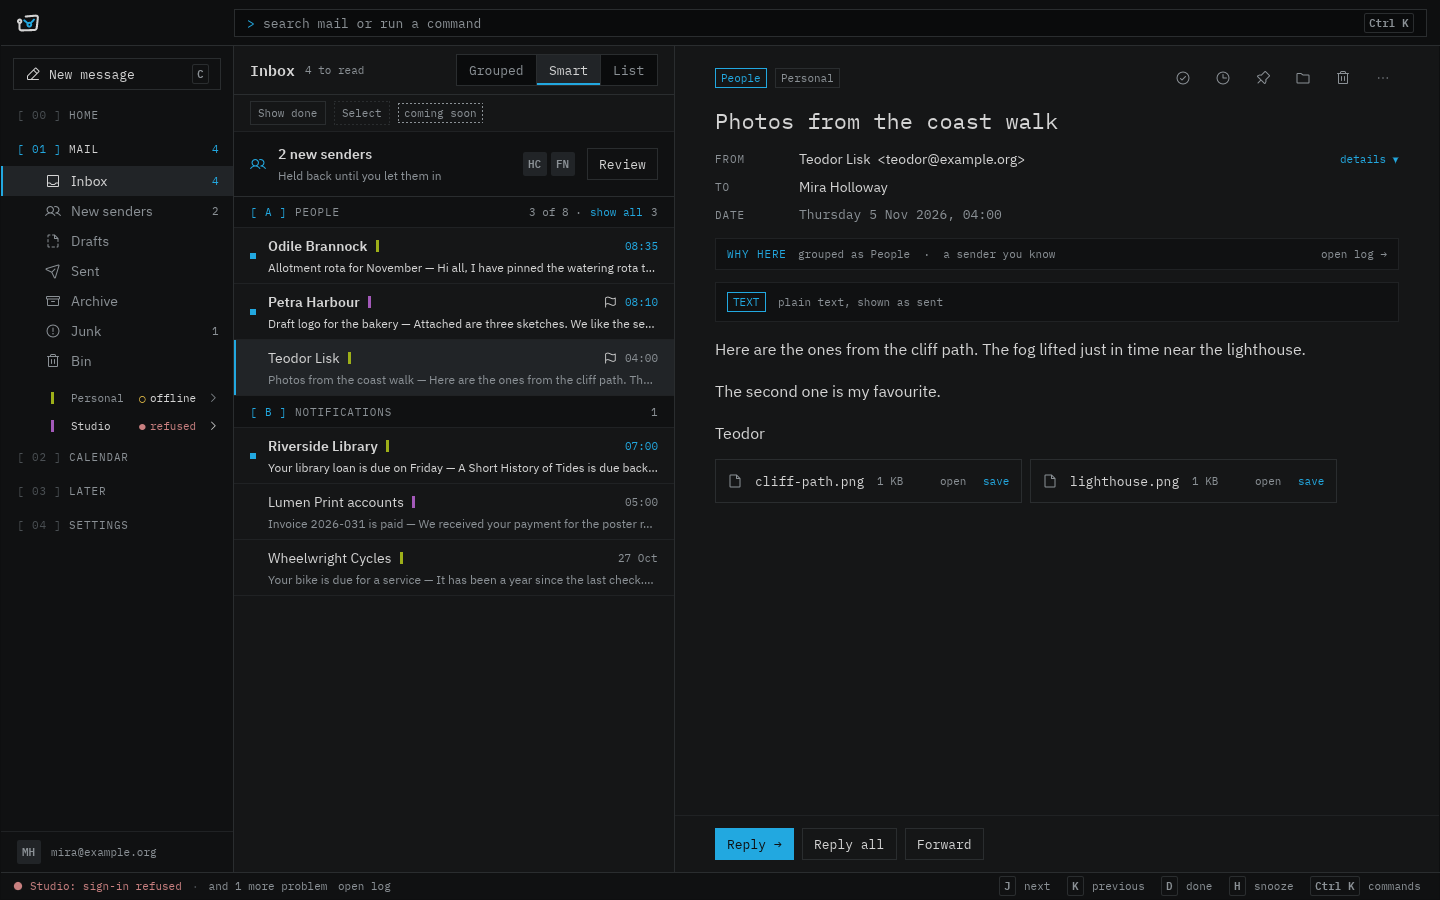 > search mail or run a command Ctrl K
New message C
[ 00 ] HOME
[ 01 ] MAIL 4
Inbox 4
New senders 2
Drafts
Sent
Archive
Junk 1
Bin
Personal offline
Studio refused
[ 02 ] CALENDAR
[ 03 ] LATER
[ 04 ] SETTINGS
MH mira@example.org
Inbox 4 to read Grouped Smart List
Show done Select coming soon
2 new senders
Held back until you let them in
HC FN Review
[ A ] PEOPLE 3 of 8 · show all 3
Odile Brannock 08:35
Allotment rota for November — Hi all, I have pinned the watering rota t...
Petra Harbour 08:10
Draft logo for the bakery — Attached are three sketches. We like the se...
Teodor Lisk 04:00
Photos from the coast walk — Here are the ones from the cliff path. Th...
[ B ] NOTIFICATIONS 1
Riverside Library 07:00
Your library loan is due on Friday — A Short History of Tides is due back...
Lumen Print accounts 05:00
Invoice 2026-031 is paid — We received your payment for the poster r...
Wheelwright Cycles 27 Oct
Your bike is due for a service — It has been a year since the last check....
People Personal
Photos from the coast walk
FROM Teodor Lisk <teodor@example.org> details ▾
TO Mira Holloway
DATE Thursday 5 Nov 2026, 04:00
WHY HERE grouped as People · a sender you know open log →
TEXT plain text, shown as sent
Here are the ones from the cliff path. The fog lifted just in time near the lighthouse.
The second one is my favourite.
Teodor
cliff-path.png 1 KB open save
lighthouse.png 1 KB open save
Reply → Reply all Forward
Studio: sign-in refused · and 1 more problem open log
J next K previous D done H snooze Ctrl K commands